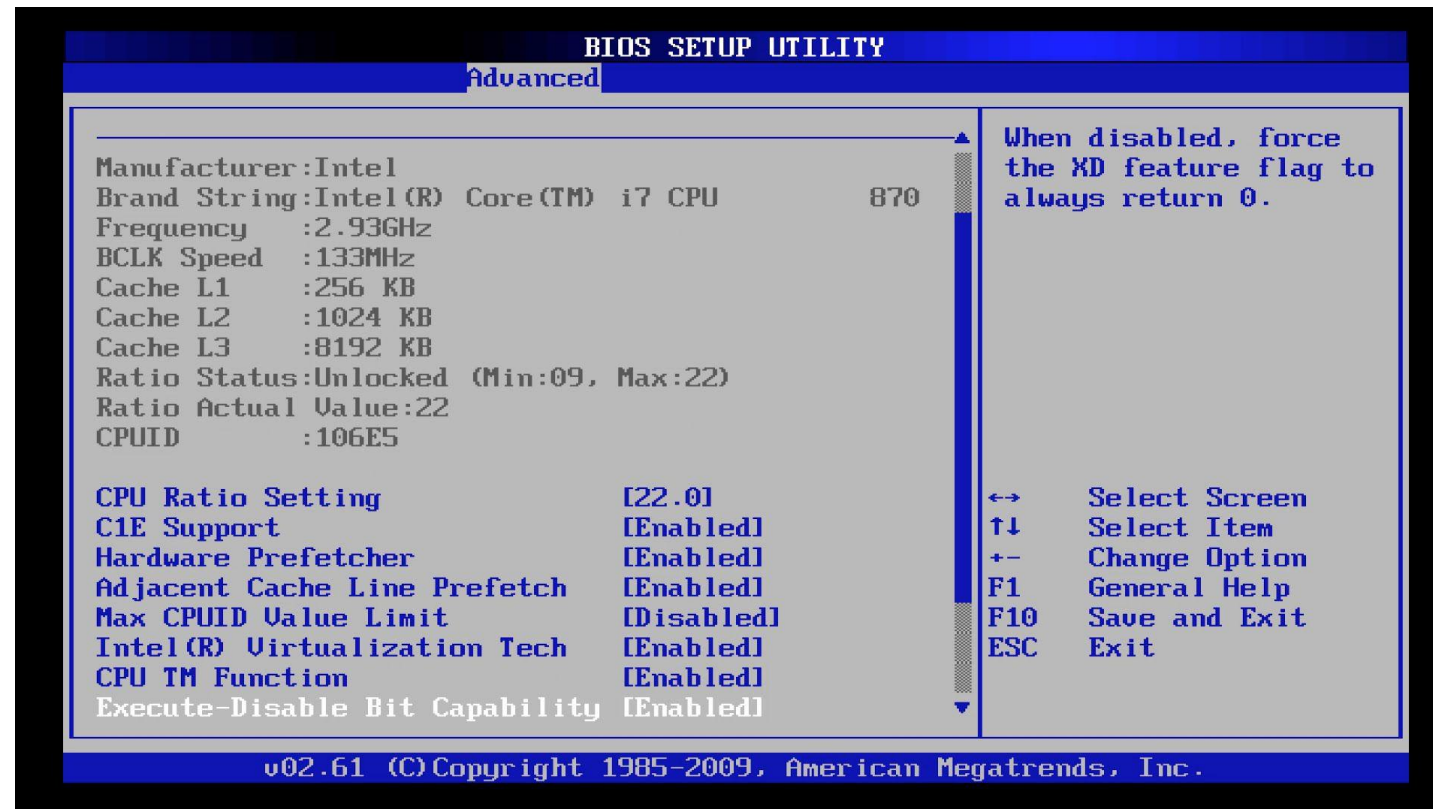 BIOS SETUP UTILITY
Advanced
Manufacturer:Intel
Brand String:Intel(R) Core(TM) i7 CPU 870
Frequency :2.93GHz
BCLK Speed :133MHz
Cache L1 :256 KB
Cache L2 :1024 KB
Cache L3 :8192 KB
Ratio Status:Unlocked (Min:09, Max:22)
Ratio Actual Value:22
CPUID :106E5
CPU Ratio Setting [22.0]
C1E Support [Enabled]
Hardware Prefetcher [Enabled]
Adjacent Cache Line Prefetch [Enabled]
Max CPUID Value Limit [Disabled]
Intel(R) Virtualization Tech [Enabled]
CPU TM Function [Enabled]
Execute-Disable Bit Capability [Enabled]
When disabled, force
the XD feature flag to
always return 0.
←→ Select Screen
↑↓ Select Item
+- Change Option
F1 General Help
F10 Save and Exit
ESC Exit
v02.61 (C)Copyright 1985-2009, American Megatrends, Inc.